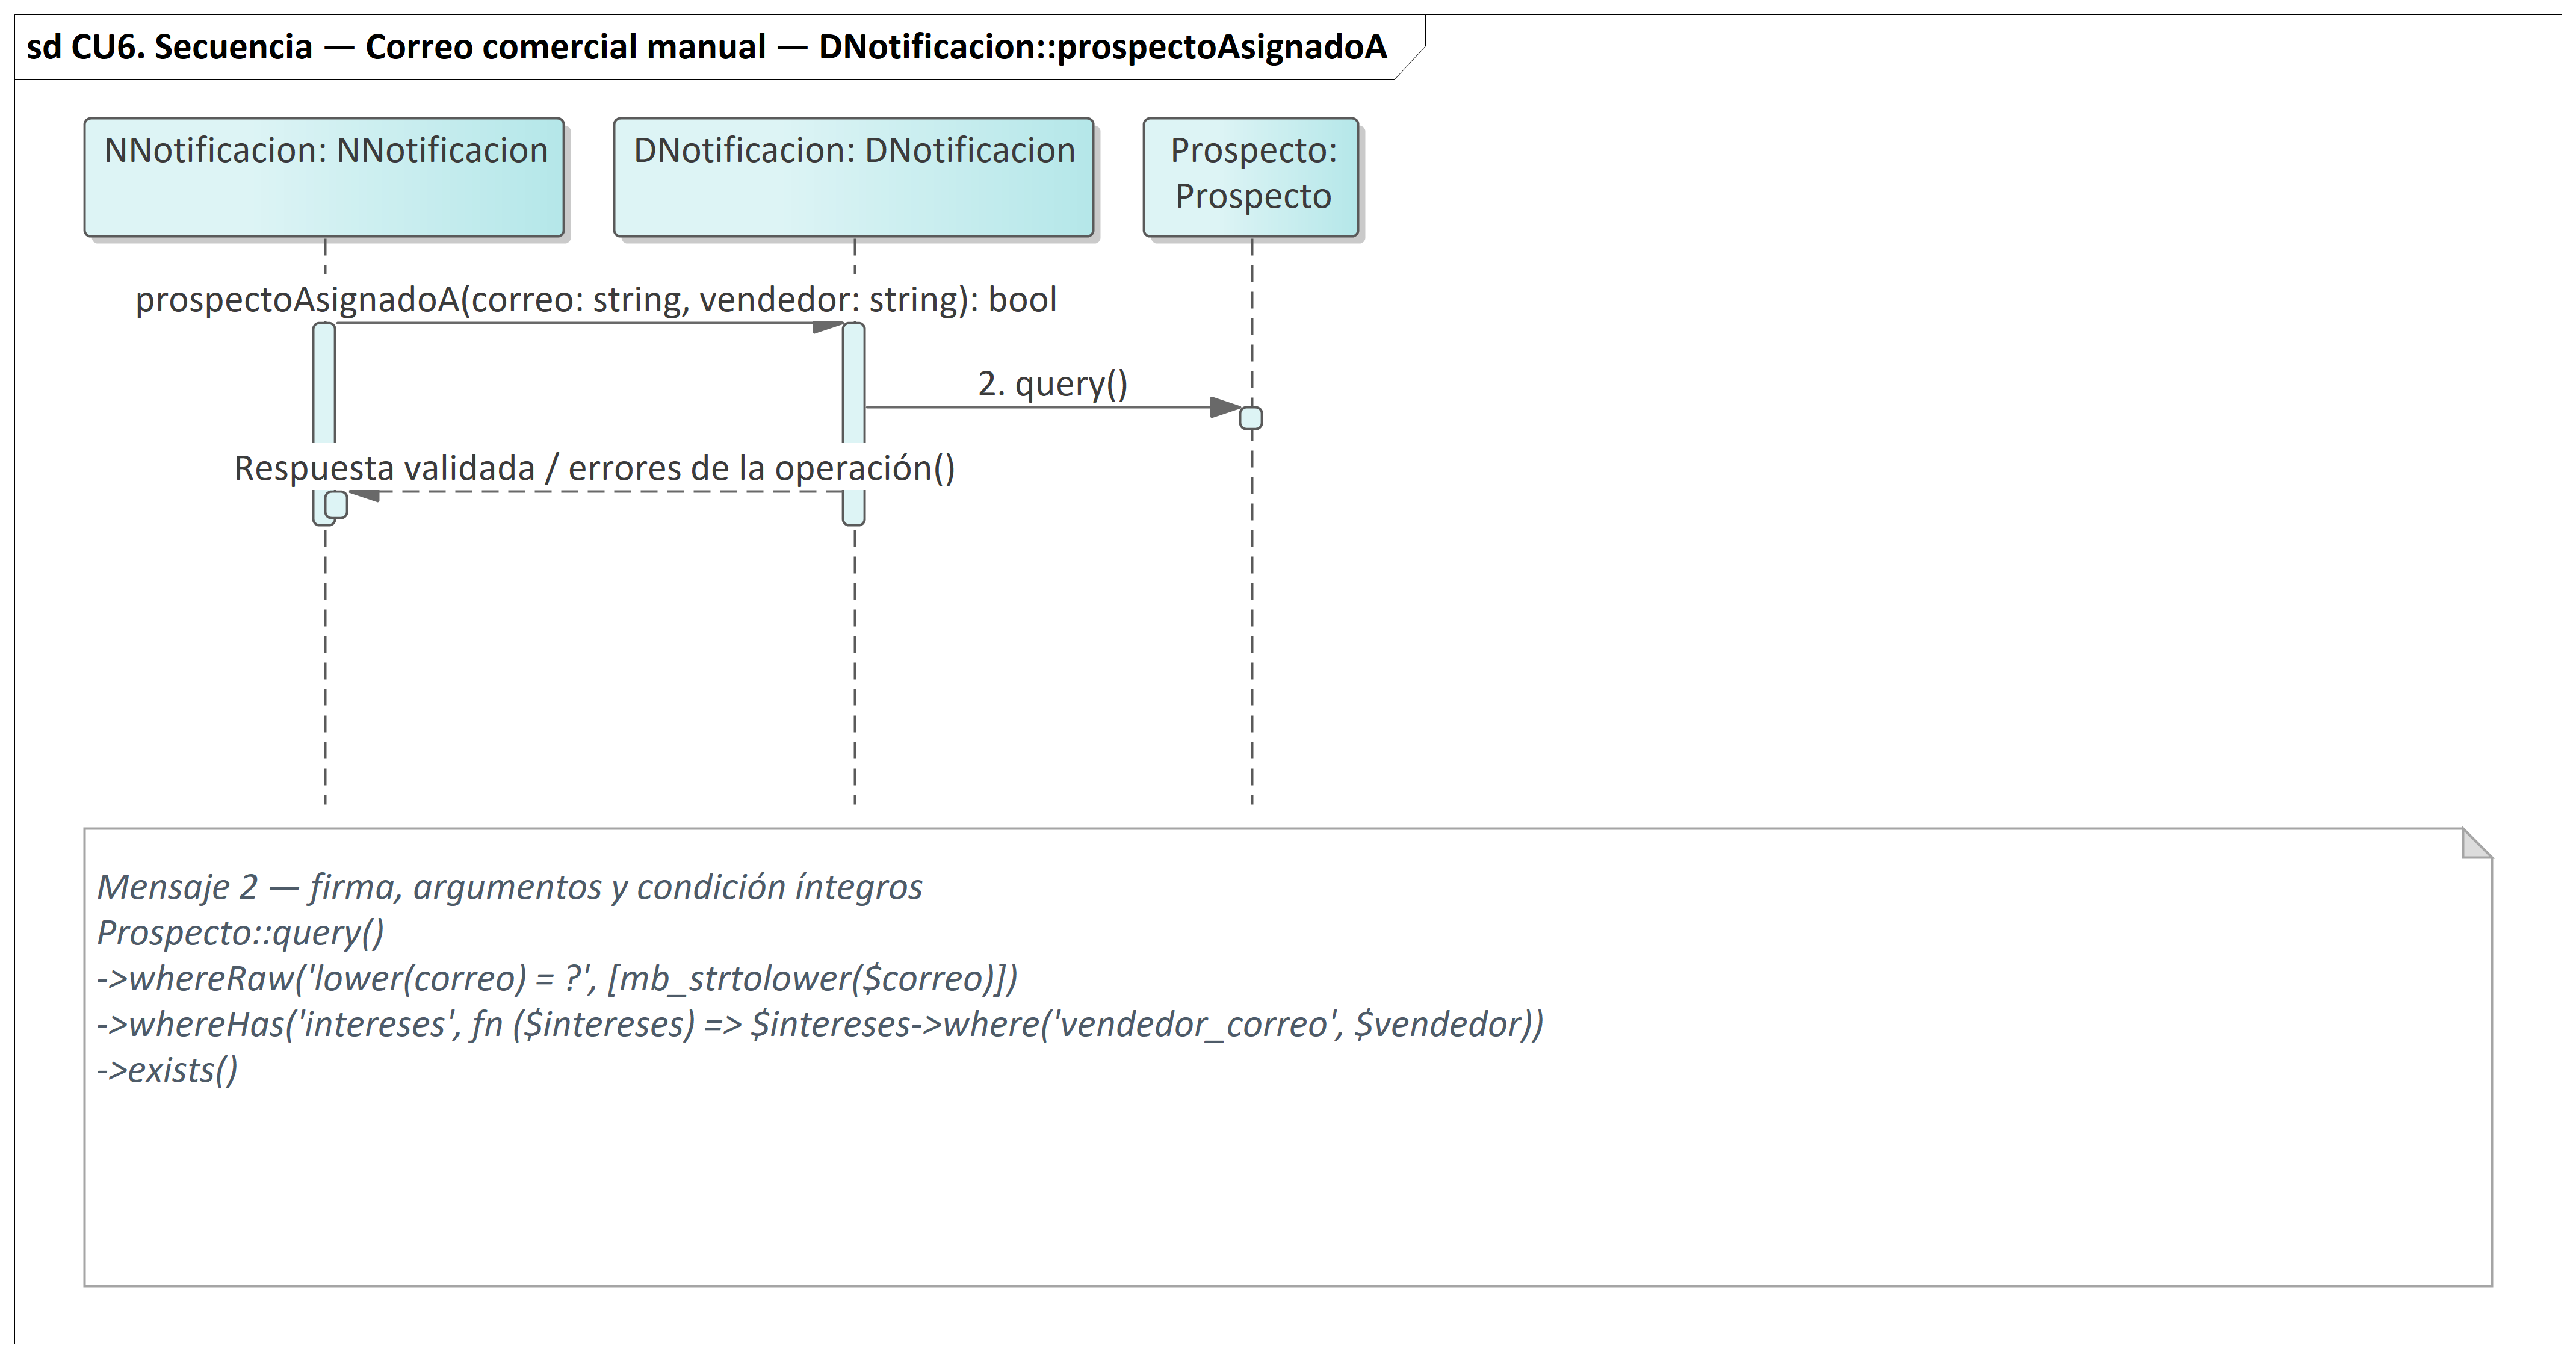 sd CU6. Secuencia — Correo comercial manual — DNotificacion::prospectoAsignadoA
NNotificacion: NNotificacion
DNotificacion: DNotificacion
Prospecto:
Prospecto
prospectoAsignadoA(correo: string, vendedor: string): bool
2. query()
Respuesta validada / errores de la operación()
Mensaje 2 — firma, argumentos y condición íntegros
Prospecto::query()
->whereRaw('lower(correo) = ?', [mb_strtolower($correo)])
->whereHas('intereses', fn ($intereses) => $intereses->where('vendedor_correo', $vendedor))
->exists()